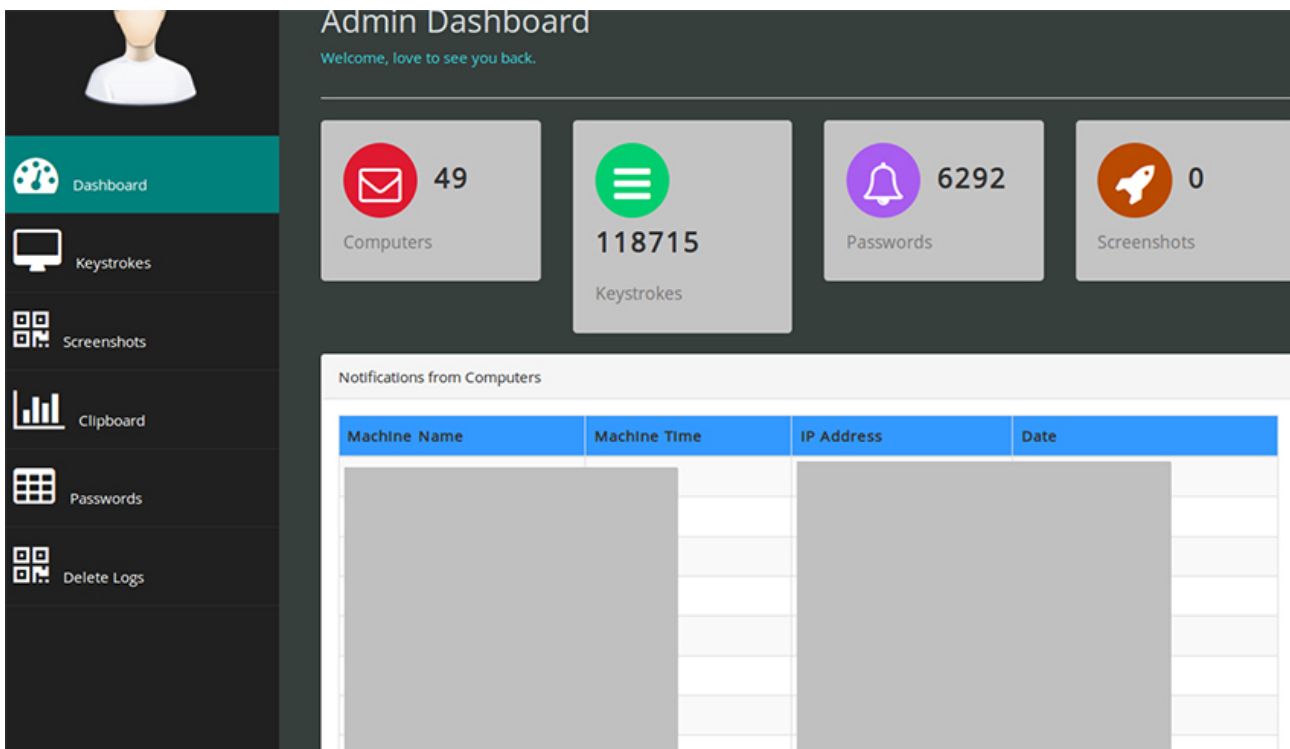 Admin Dashboard
Welcome, love to see you back.
Dashboard
Keystrokes
Screenshots
Clipboard
Passwords
Delete Logs
49
Computers
118715
Keystrokes
6292
Passwords
0
Screenshots
Notifications from Computers
Machine Name Machine Time IP Address Date